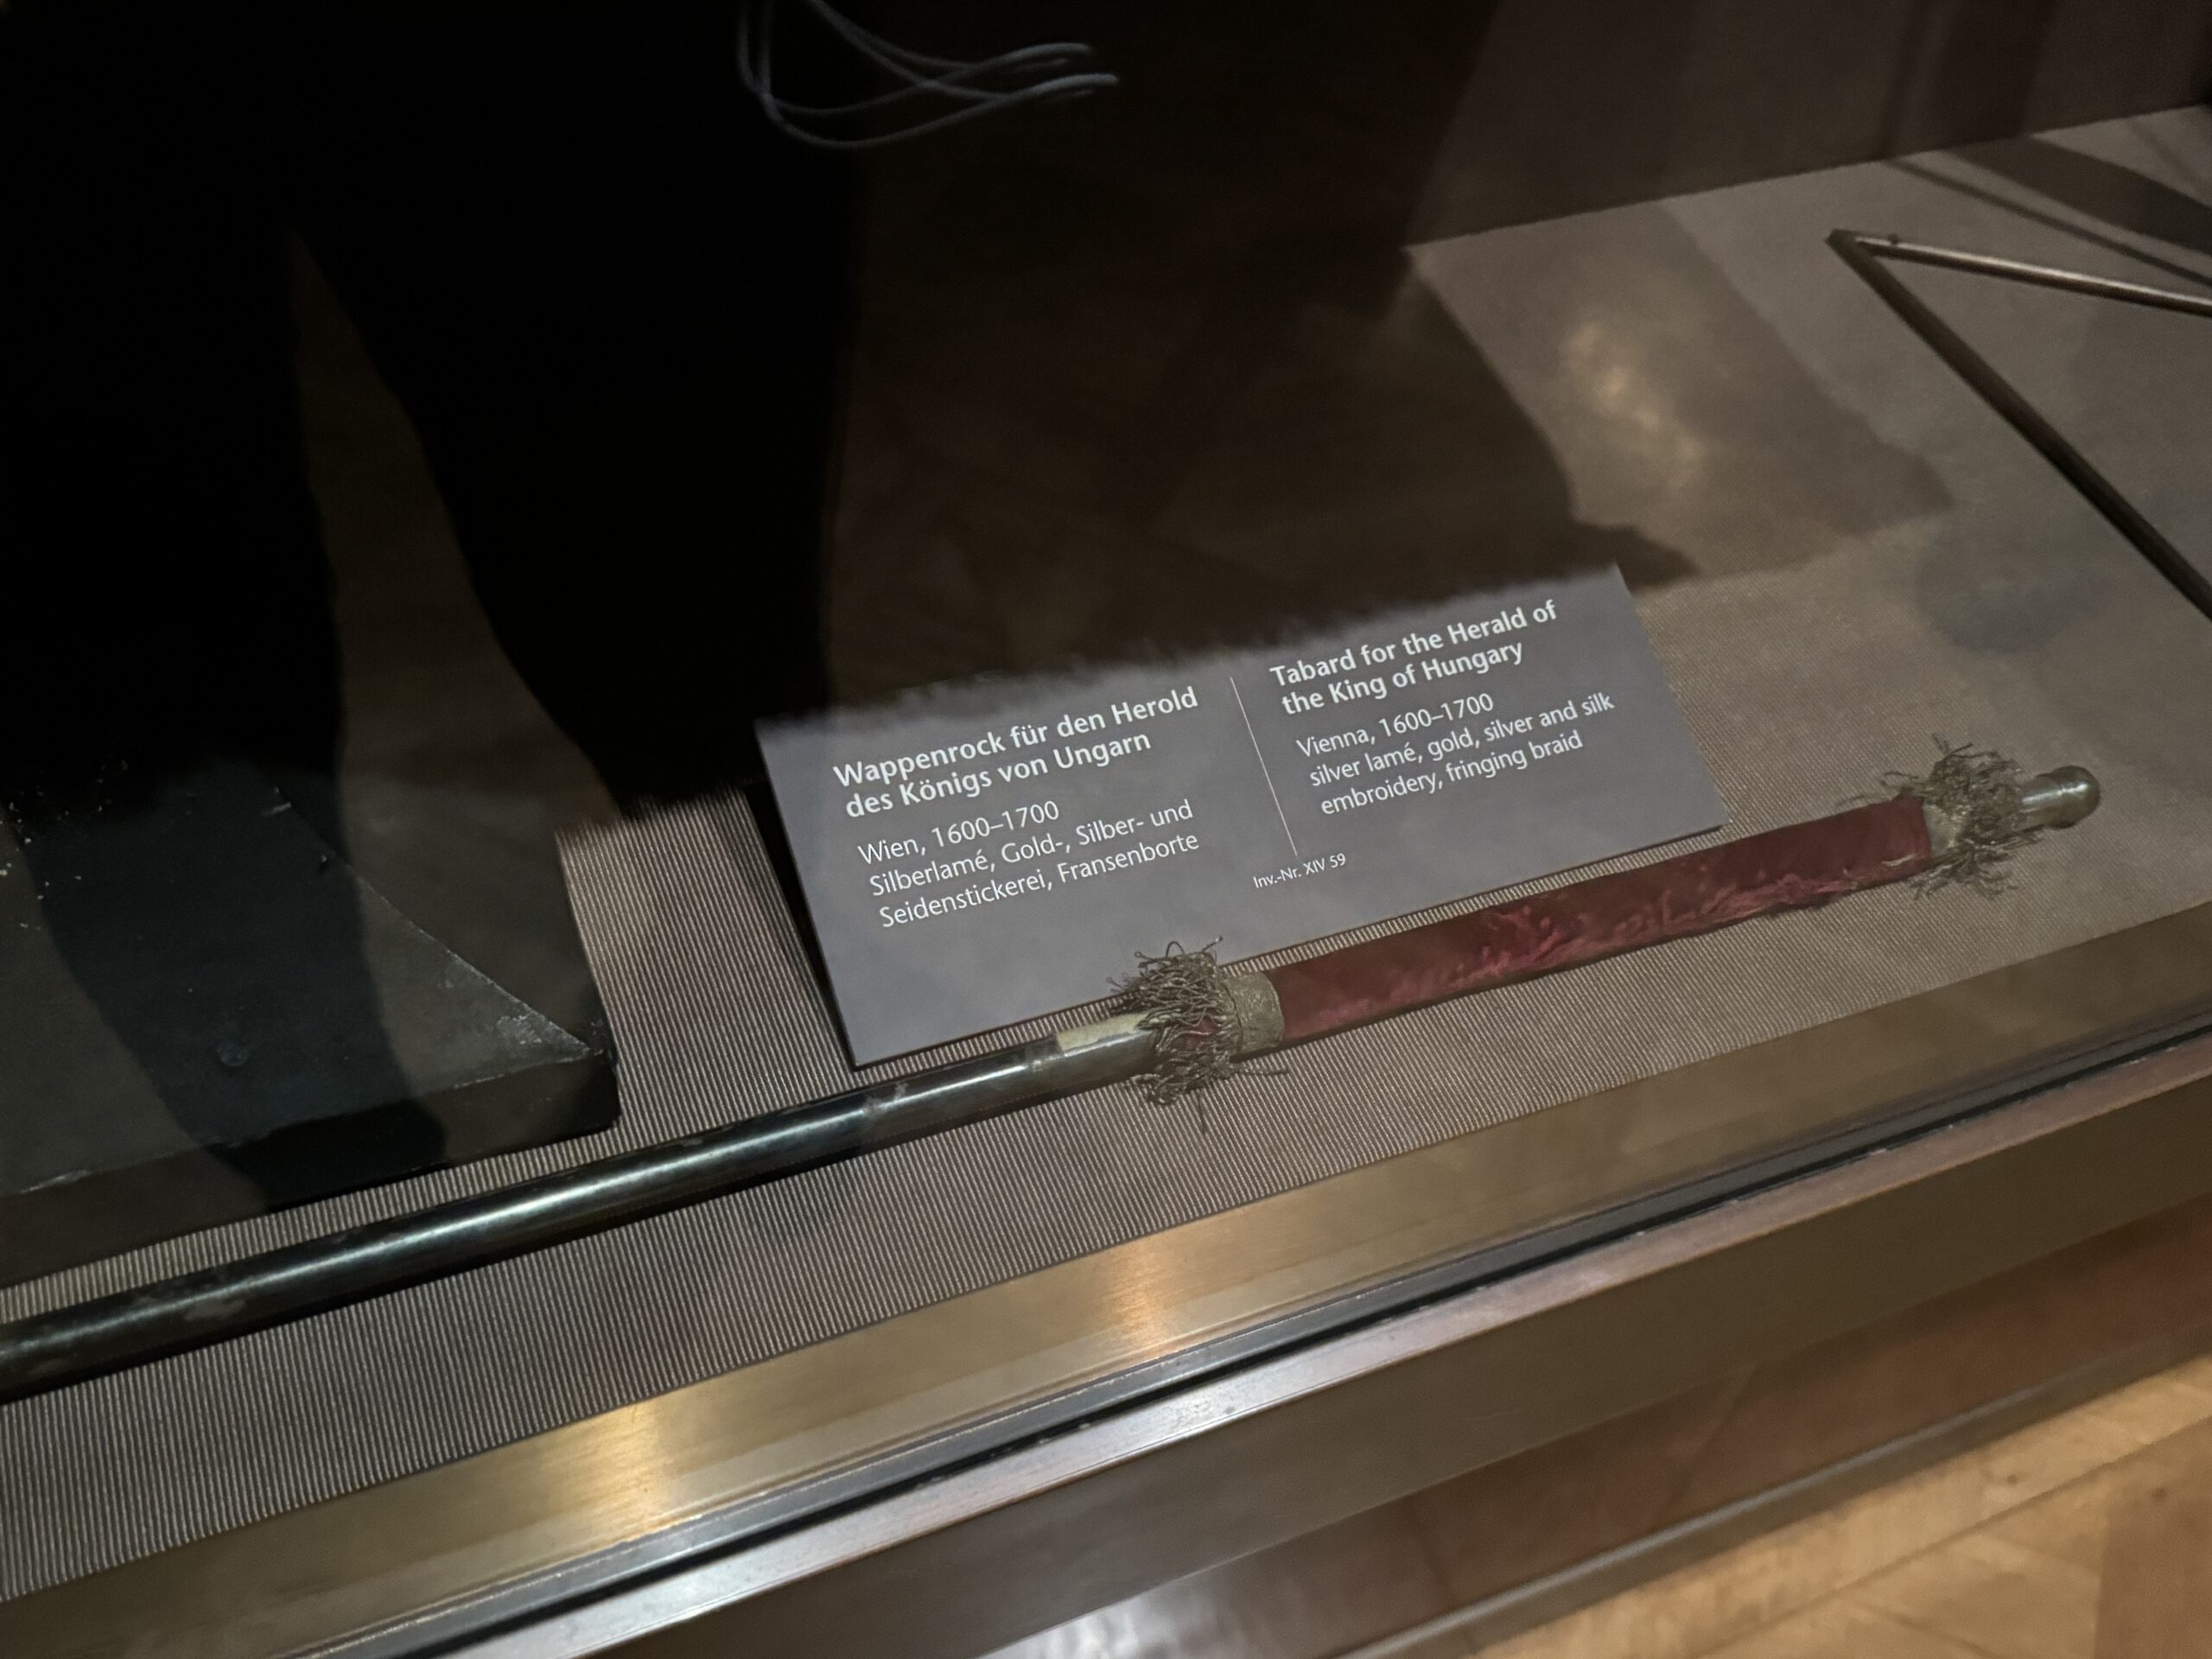 Wappenrock für den Herold
des Königs von Ungarn
Wien, 1600–1700
Silberlamé, Gold-, Silber- und
Seidenstickerei, Fransenborte
Tabard for the Herald of
the King of Hungary
Vienna, 1600–1700
silver lamé, gold, silver and silk
embroidery, fringing braid
Inv.-Nr. XIV 59